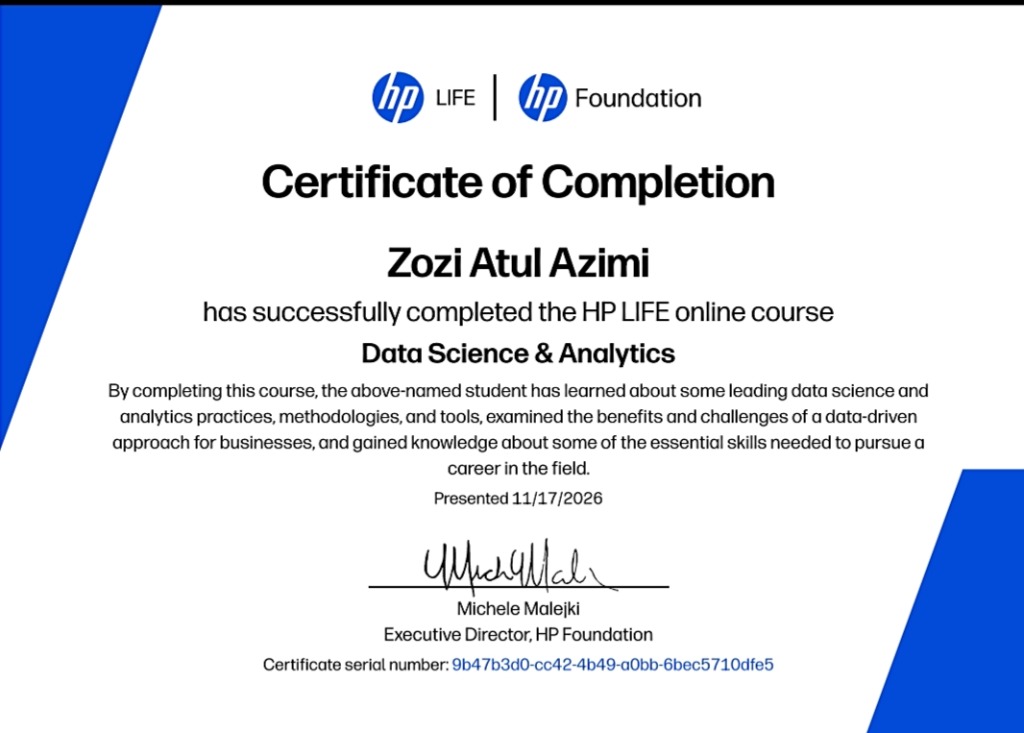 hp LIFE | hp Foundation
Certificate of Completion
Zozi Atul Azimi
has successfully completed the HP LIFE online course
Data Science & Analytics
By completing this course, the above-named student has learned about some leading data science and
analytics practices, methodologies, and tools, examined the benefits and challenges of a data-driven
approach for businesses, and gained knowledge about some of the essential skills needed to pursue a
career in the field.
Presented 11/17/2026
Michele Malejki
Executive Director, HP Foundation
Certificate serial number: 9b47b3d0-cc42-4b49-a0bb-6bec5710dfe5